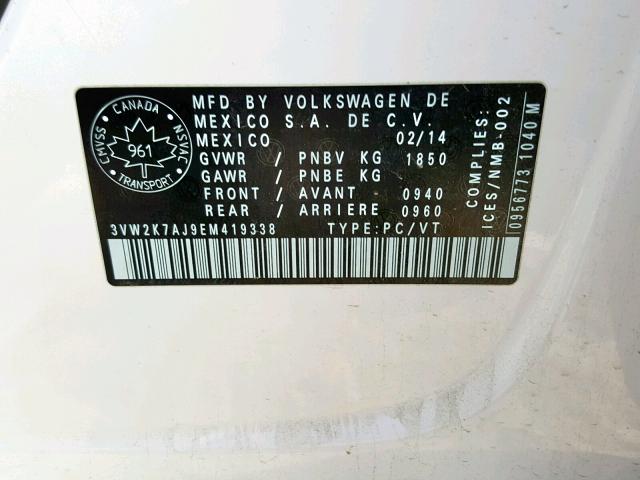 CANADA
CMVSS
NSVAC
961
TRANSPORT
MFD BY VOLKSWAGEN DE
MEXICO S.A. DE C.V.
MEXICO 02/14
GVWR / PNBV KG 1850
GAWR / PNBE KG
FRONT / AVANT 0940
REAR / ARRIERE 0960
3VW2K7AJ9EM419338 TYPE:PC/VT
COMPLIES:
ICES/NMB-002
0956773 1040 M